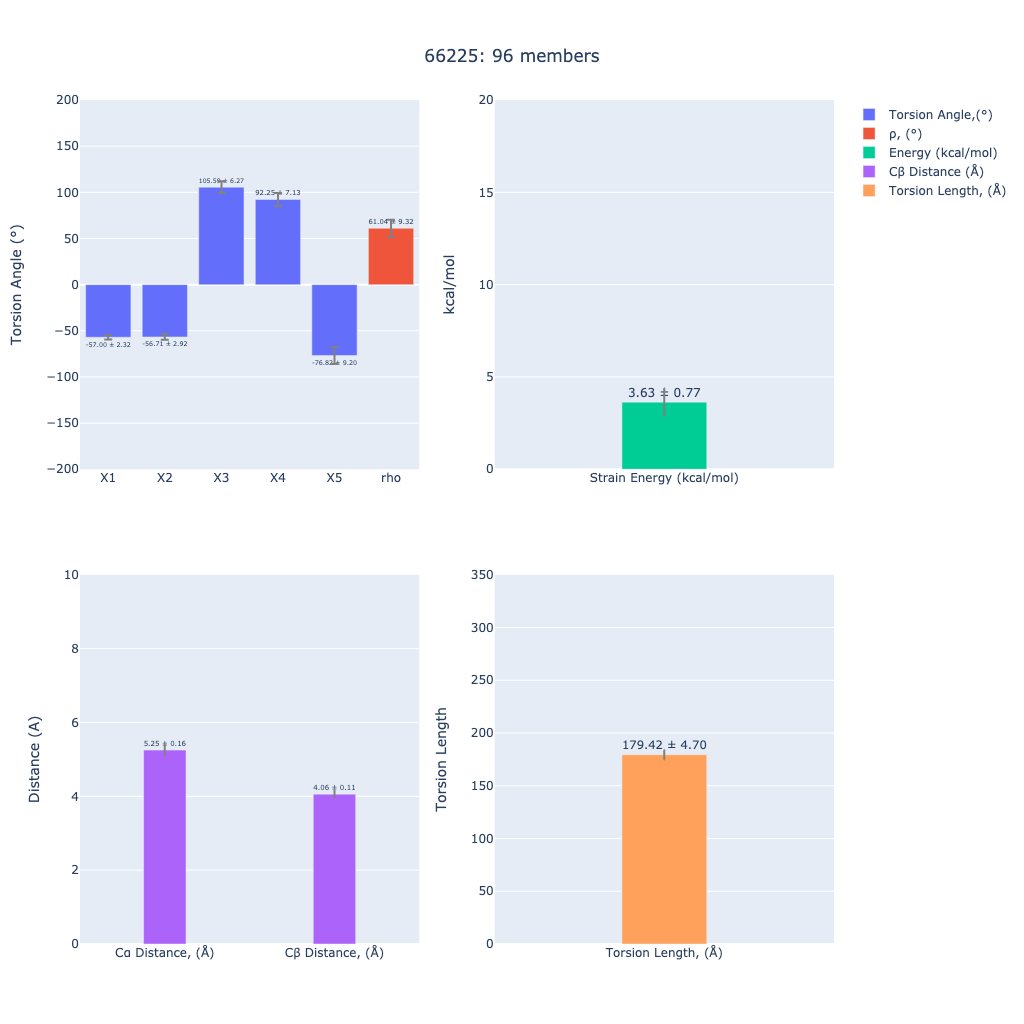 66225: 96 members
Torsion Angle (°)
200
150
100
50
0
−50
−100
−150
−200
105.59 ± 6.27
92.25 ± 7.13
61.04 ± 9.32
-57.00 ± 2.32
-56.71 ± 2.92
-76.82 ± 9.20
X1 X2 X3 X4 X5 rho
kcal/mol
20
15
10
5
0
3.63 ± 0.77
Strain Energy (kcal/mol)
Torsion Angle,(°)
ρ, (°)
Energy (kcal/mol)
Cβ Distance (Å)
Torsion Length, (Å)
Distance (A)
10
8
6
4
2
0
5.25 ± 0.16
4.06 ± 0.11
Cα Distance, (Å) Cβ Distance, (Å)
Torsion Length
350
300
250
200
150
100
50
0
179.42 ± 4.70
Torsion Length, (Å)